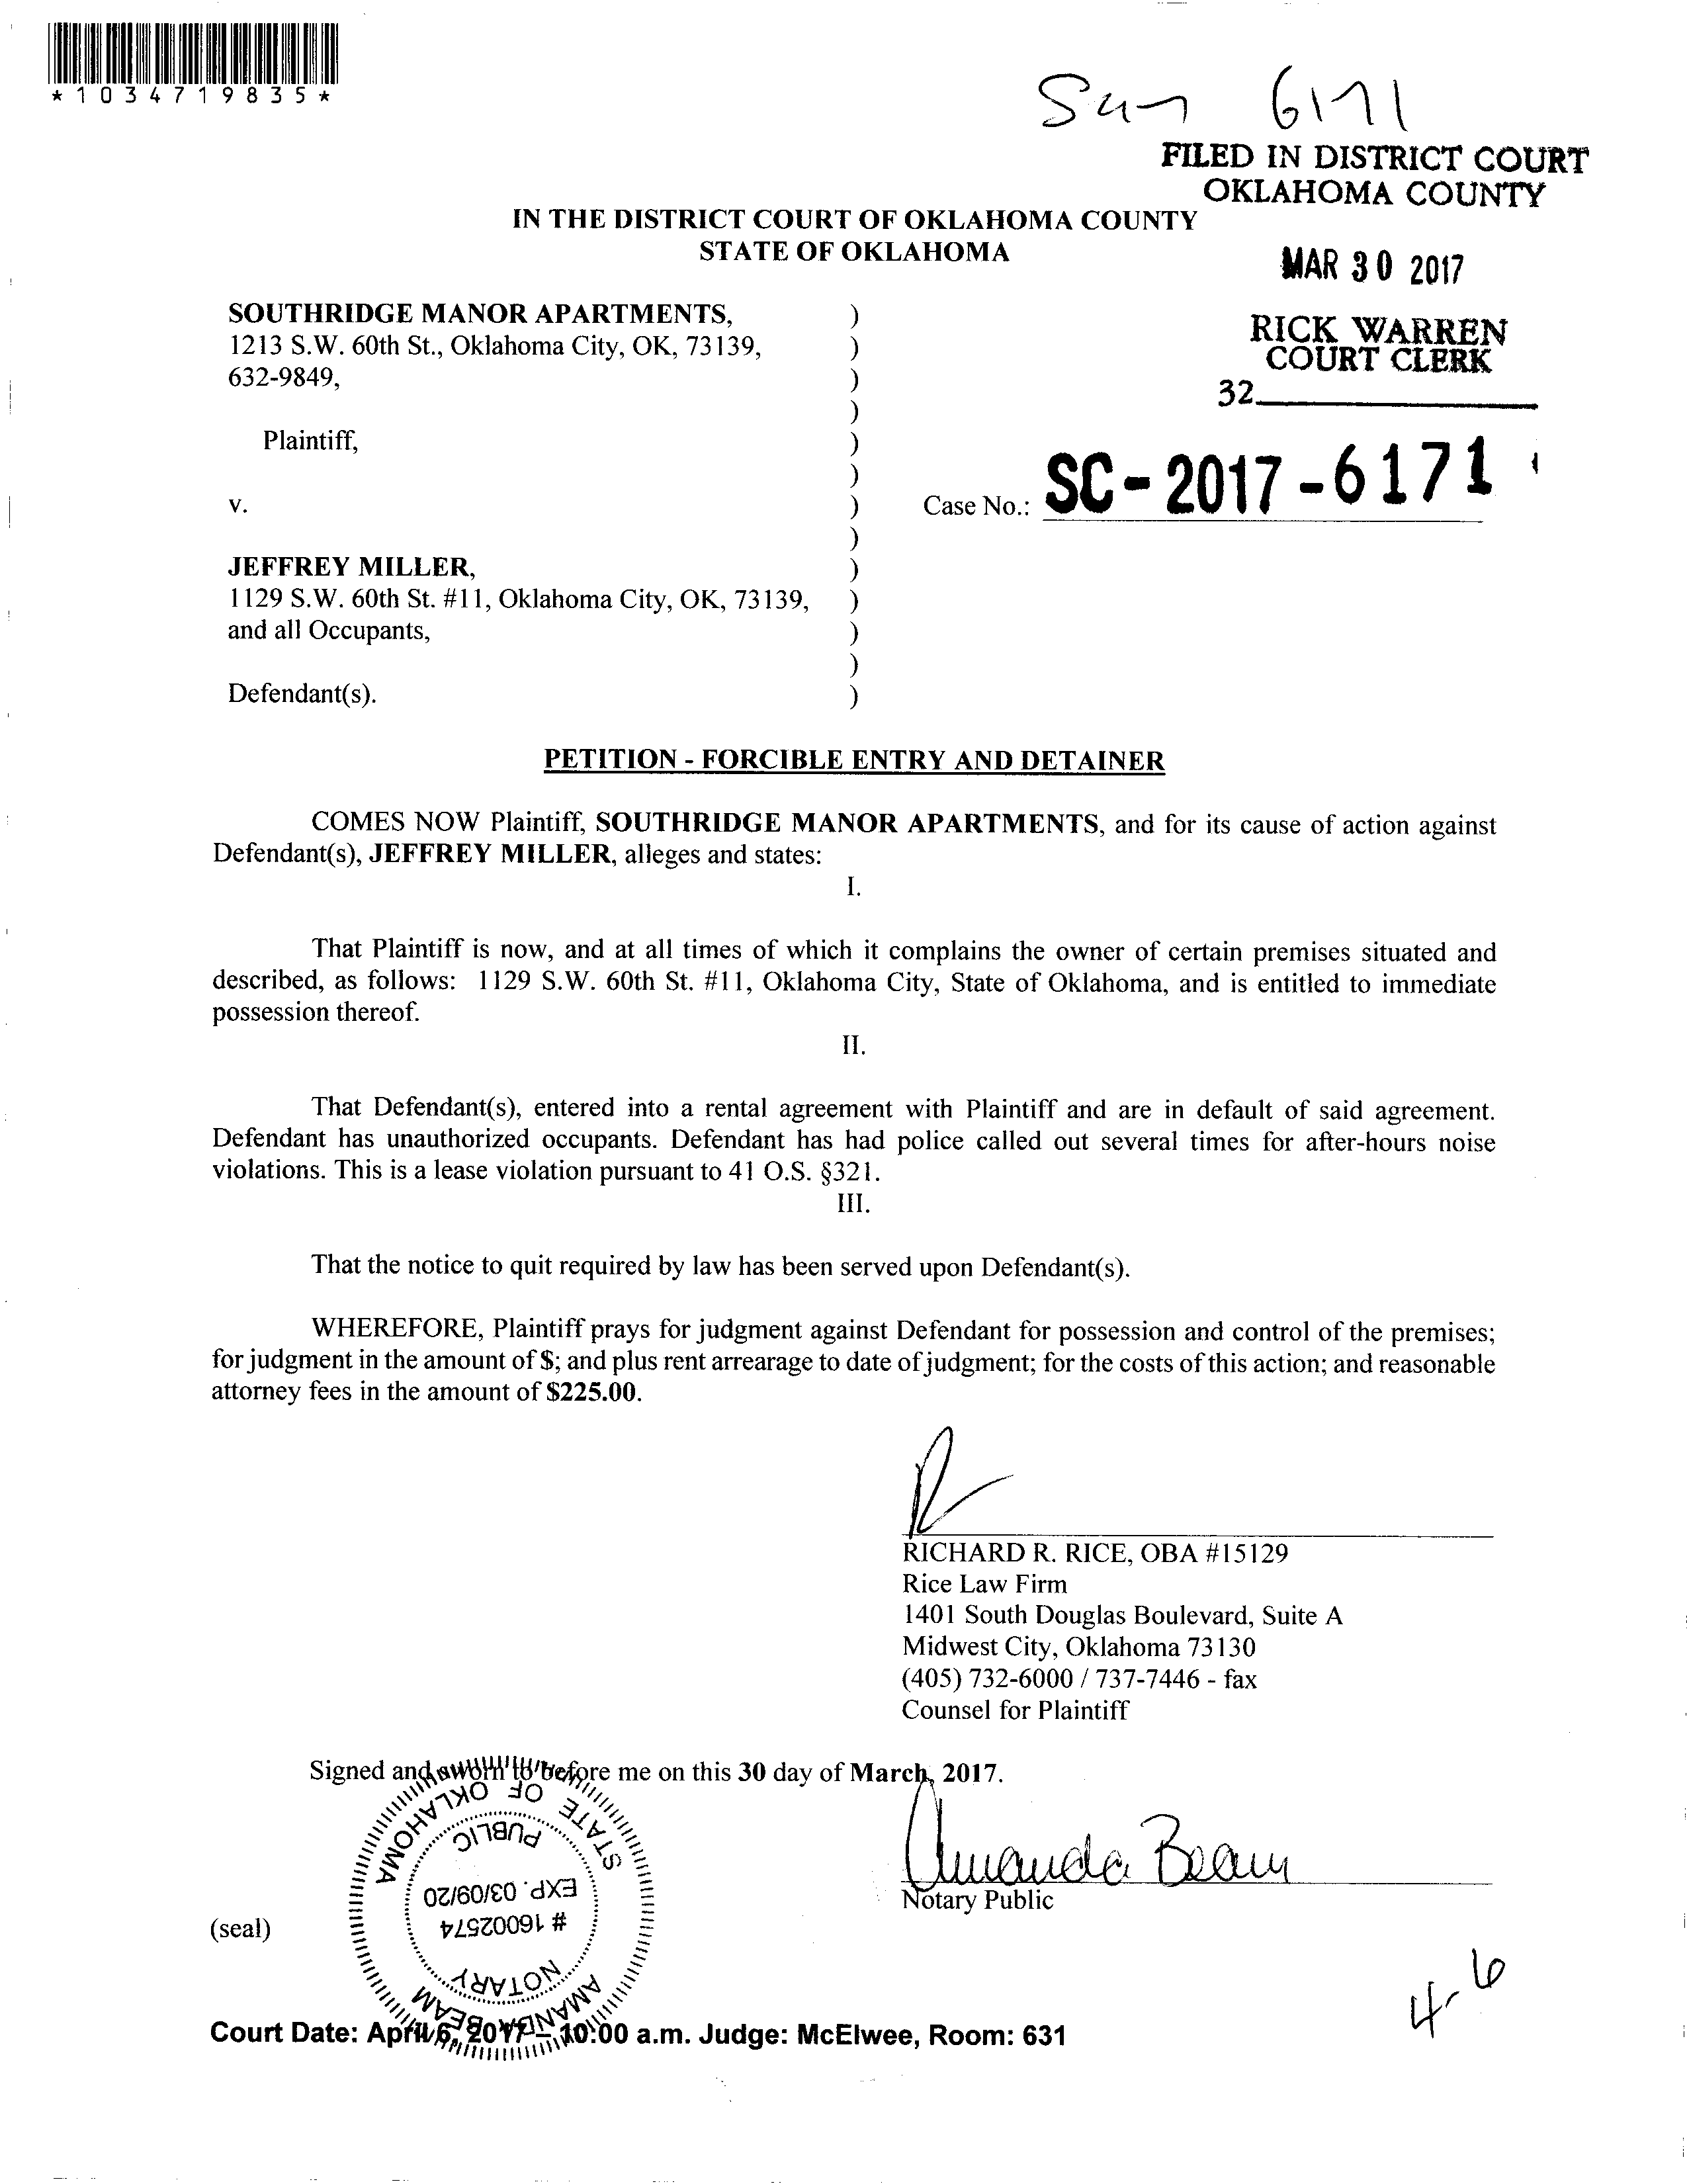 *1034719835*
FILED IN DISTRICT COURT
OKLAHOMA COUNTY
IN THE DISTRICT COURT OF OKLAHOMA COUNTY
STATE OF OKLAHOMA
MAR 30 2017
RICK WARREN
COURT CLERK
32
SOUTHRIDGE MANOR APARTMENTS, )
1213 S.W. 60th St., Oklahoma City, OK, 73139, )
632-9849, )
)
Plaintiff, )
)
v. ) Case No.: SC-2017-6171
)
JEFFREY MILLER, )
1129 S.W. 60th St. #11, Oklahoma City, OK, 73139, )
and all Occupants, )
)
Defendant(s). )
PETITION - FORCIBLE ENTRY AND DETAINER
COMES NOW Plaintiff, SOUTHRIDGE MANOR APARTMENTS, and for its cause of action against
Defendant(s), JEFFREY MILLER, alleges and states:
I.
That Plaintiff is now, and at all times of which it complains the owner of certain premises situated and
described, as follows: 1129 S.W. 60th St. #11, Oklahoma City, State of Oklahoma, and is entitled to immediate
possession thereof.
II.
That Defendant(s), entered into a rental agreement with Plaintiff and are in default of said agreement.
Defendant has unauthorized occupants. Defendant has had police called out several times for after-hours noise
violations. This is a lease violation pursuant to 41 O.S. §321.
III.
That the notice to quit required by law has been served upon Defendant(s).
WHEREFORE, Plaintiff prays for judgment against Defendant for possession and control of the premises;
for judgment in the amount of $; and plus rent arrearage to date of judgment; for the costs of this action; and reasonable
attorney fees in the amount of $225.00.
RICHARD R. RICE, OBA #15129
Rice Law Firm
1401 South Douglas Boulevard, Suite A
Midwest City, Oklahoma 73130
(405) 732-6000 / 737-7446 - fax
Counsel for Plaintiff
Signed and sworn to before me on this 30 day of March, 2017.
Amanda Beam
Notary Public
(seal)
AMANDA BEAM
NOTARY
# 16002574
EXP. 03/09/20
PUBLIC
STATE OF OKLAHOMA
4-6
Court Date: April 6, 2017 - 10:00 a.m. Judge: McElwee, Room: 631